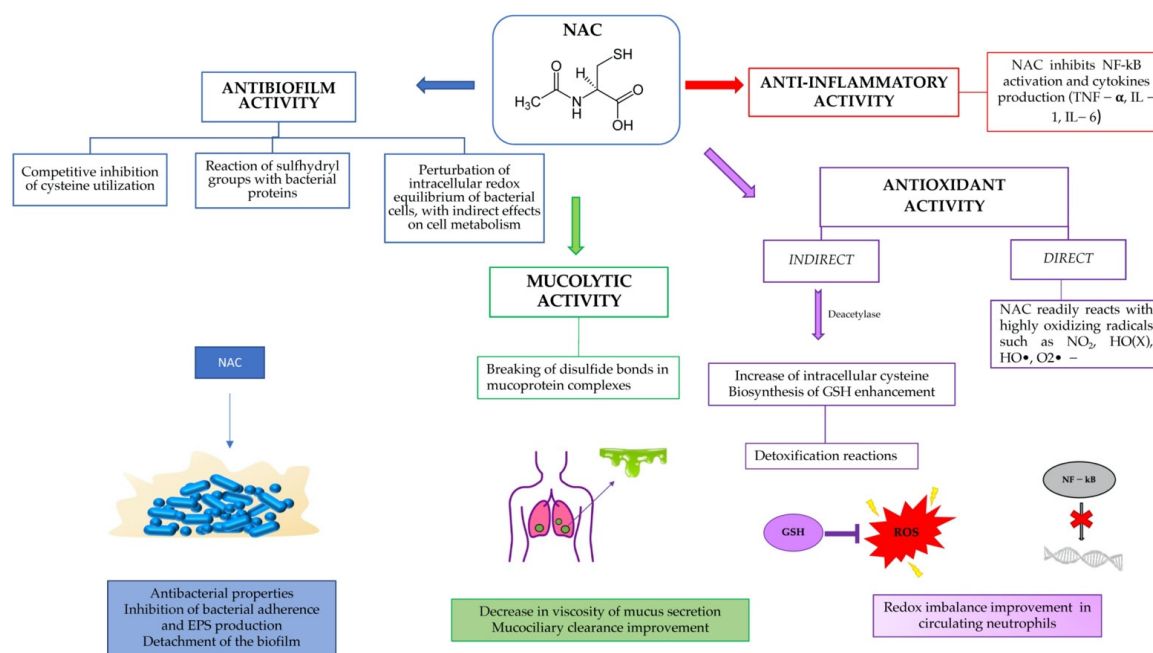 NAC
SH
O
H
H₃C
N
H
O
OH
ANTIBIOFILM
ACTIVITY
Competitive inhibition
of cysteine utilization
Reaction of sulfhydryl
groups with bacterial
proteins
Perturbation of
intracellular redox
equilibrium of bacterial
cells, with indirect effects
on cell metabolism
ANTI-INFLAMMATORY
ACTIVITY
NAC inhibits NF-kB
activation and cytokines
production (TNF – α, IL –
1, IL– 6)
MUCOLYTIC
ACTIVITY
Breaking of disulfide bonds in
mucoprotein complexes
ANTIOXIDANT
ACTIVITY
INDIRECT
Deacetylase
Increase of intracellular cysteine
Biosynthesis of GSH enhancement
Detoxification reactions
DIRECT
NAC readily reacts with
highly oxidizing radicals
such as NO₂, HO(X),
HO•, O2• –
NAC
GSH
ROS
NF – kB
Antibacterial properties
Inhibition of bacterial adherence
and EPS production
Detachment of the biofilm
Decrease in viscosity of mucus secretion
Mucociliary clearance improvement
Redox imbalance improvement in
circulating neutrophils